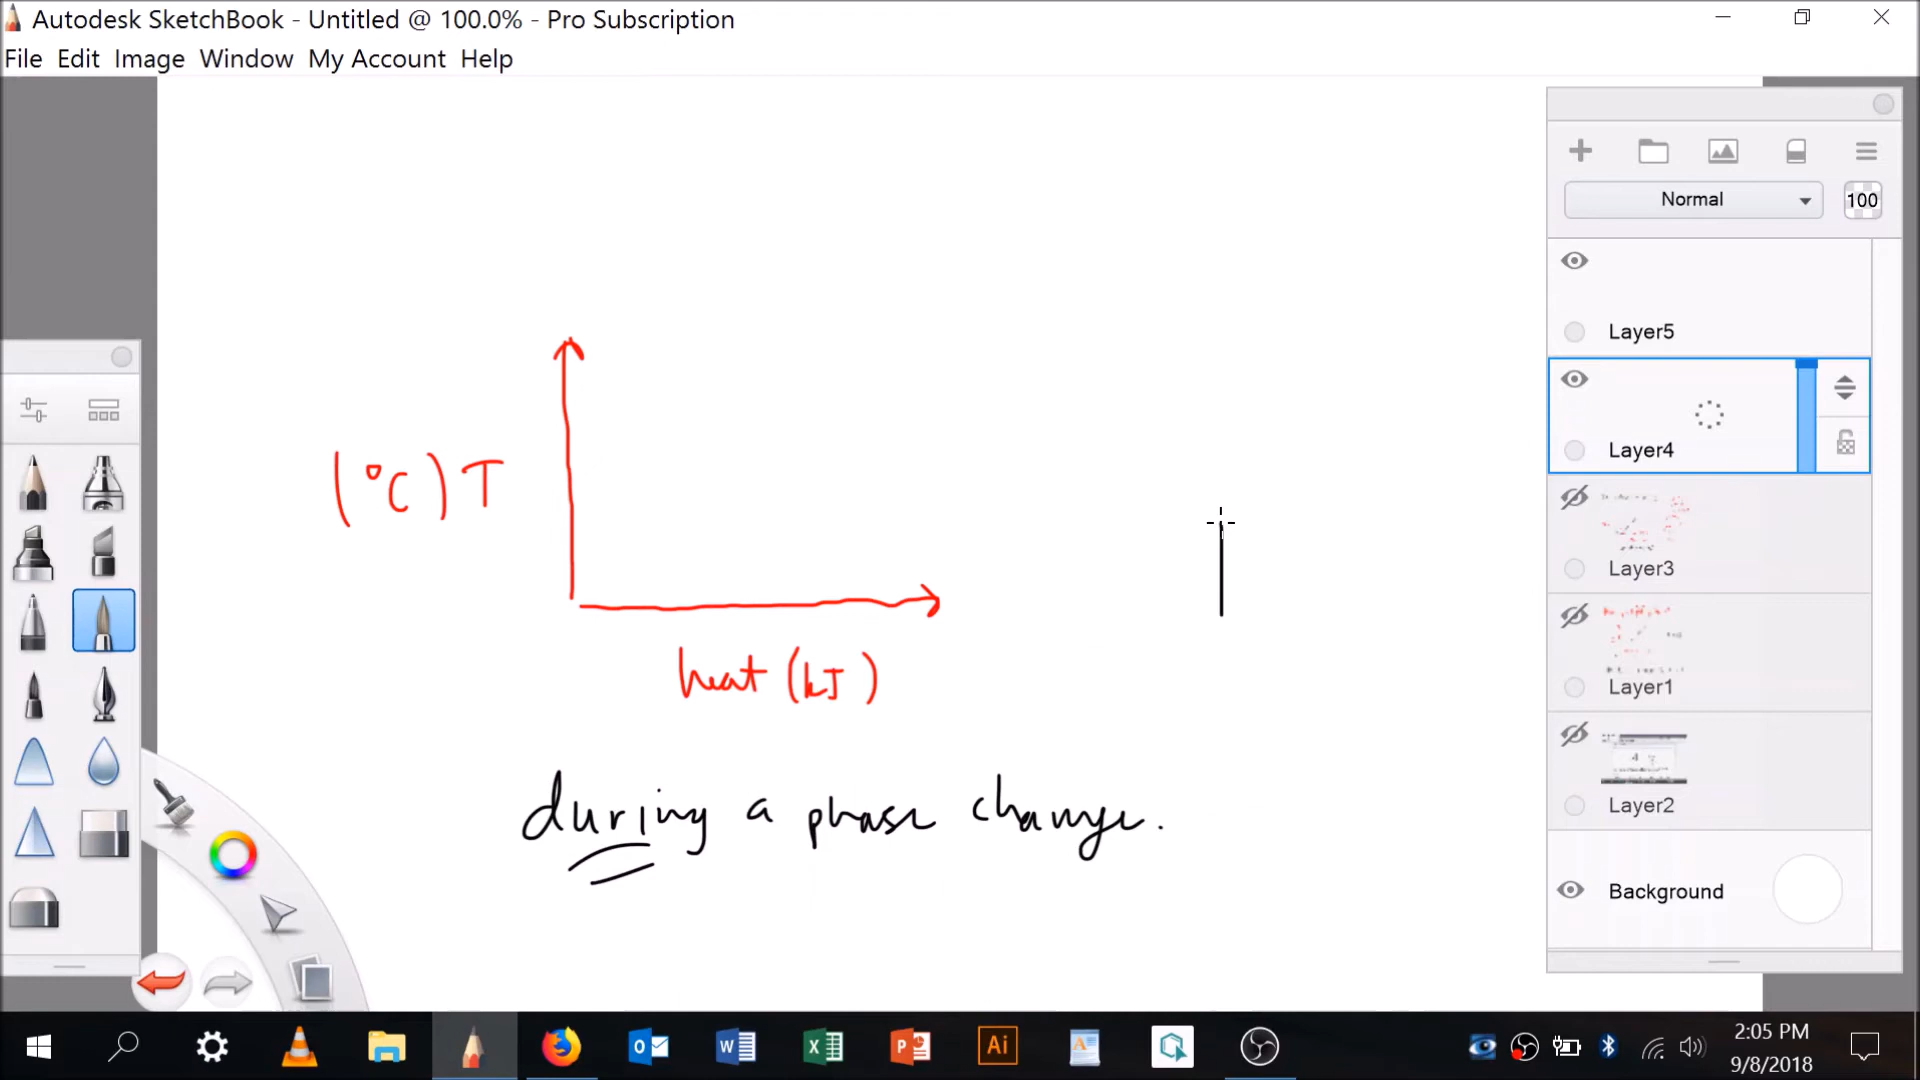 Autodesk SketchBook - Untitled @ 100.0% - Pro Subscription
File Edit Image Window My Account Help
Normal
100
Layer5
Layer4
Layer3
Layer1
Layer2
Background
(°C) T
heat (kJ)
during a phase change.
Ai
2:05 PM
9/8/2018